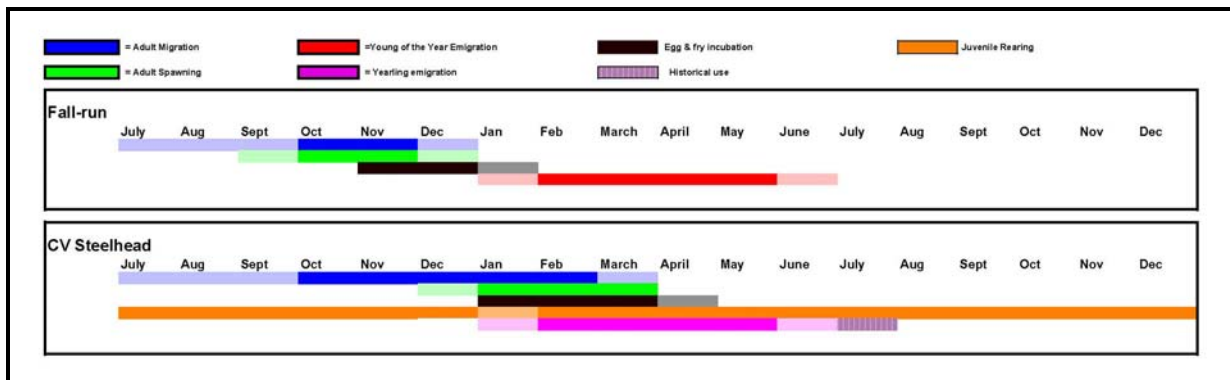 = Adult Migration =Young of the Year Emigration Egg & fry incubation Juvenile Rearing
= Adult Spawning = Yearling emigration Historical use
Fall-run
July Aug Sept Oct Nov Dec Jan Feb March April May June July Aug Sept Oct Nov Dec
CV Steelhead
July Aug Sept Oct Nov Dec Jan Feb March April May June July Aug Sept Oct Nov Dec